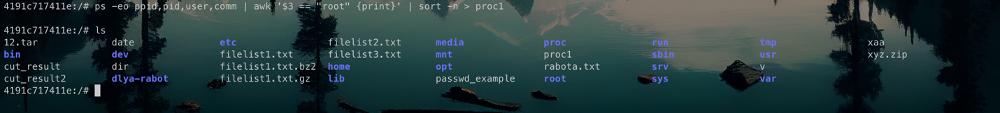 4191c717411e:/# ps -eo ppid,pid,user,comm | awk '$3 == "root" {print}' | sort -n > proc1
4191c717411e:/# ls
12.tar date etc filelist2.txt media proc run tmp xaa
bin dev filelist1.txt filelist3.txt mnt proc1 sbin usr xyz.zip
cut_result dir filelist1.txt.bz2 home opt rabota.txt srv v
cut_result2 dlya-rabot filelist1.txt.gz lib passwd_example root sys var
4191c717411e:/#